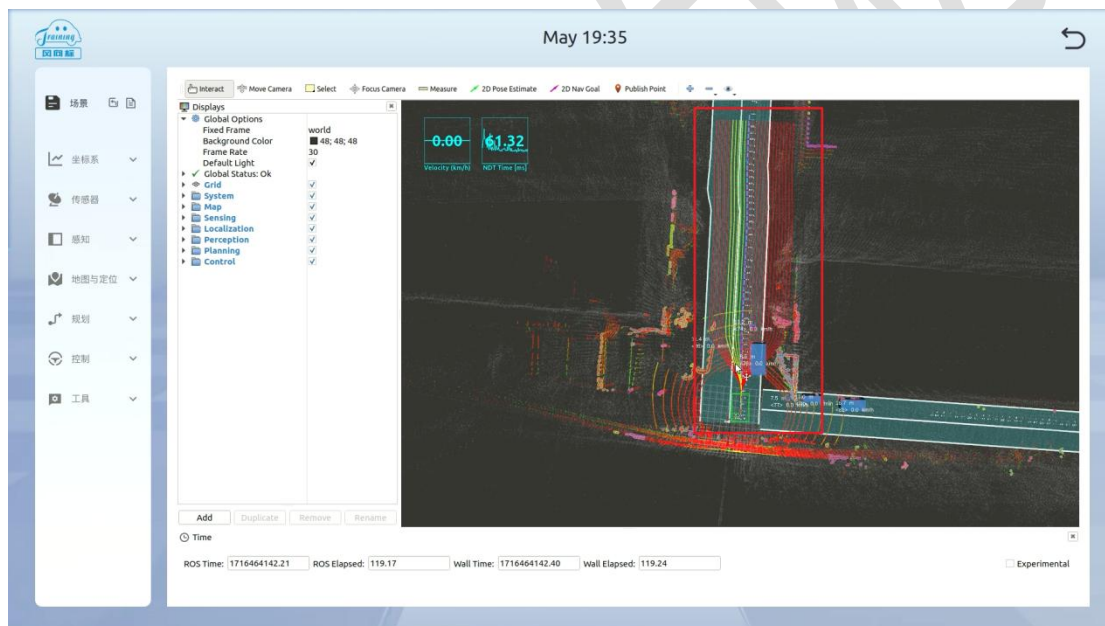 Training
风向标
May 19:35
场景
坐标系
传感器
感知
地图与定位
规划
控制
工具
Interact Move Camera Select Focus Camera Measure 2D Pose Estimate 2D Nav Goal Publish Point
Displays
Global Options
Fixed Frame world
Background Color 48; 48; 48
Frame Rate 30
Default Light
Global Status: Ok
Grid
System
Map
Sensing
Localization
Perception
Planning
Control
0.00 61.32
Velocity (km/h) NDT Time [ms]
Add Duplicate Remove Rename
Time
ROS Time: 1716464142.21 ROS Elapsed: 119.17 Wall Time: 1716464142.40 Wall Elapsed: 119.24 Experimental